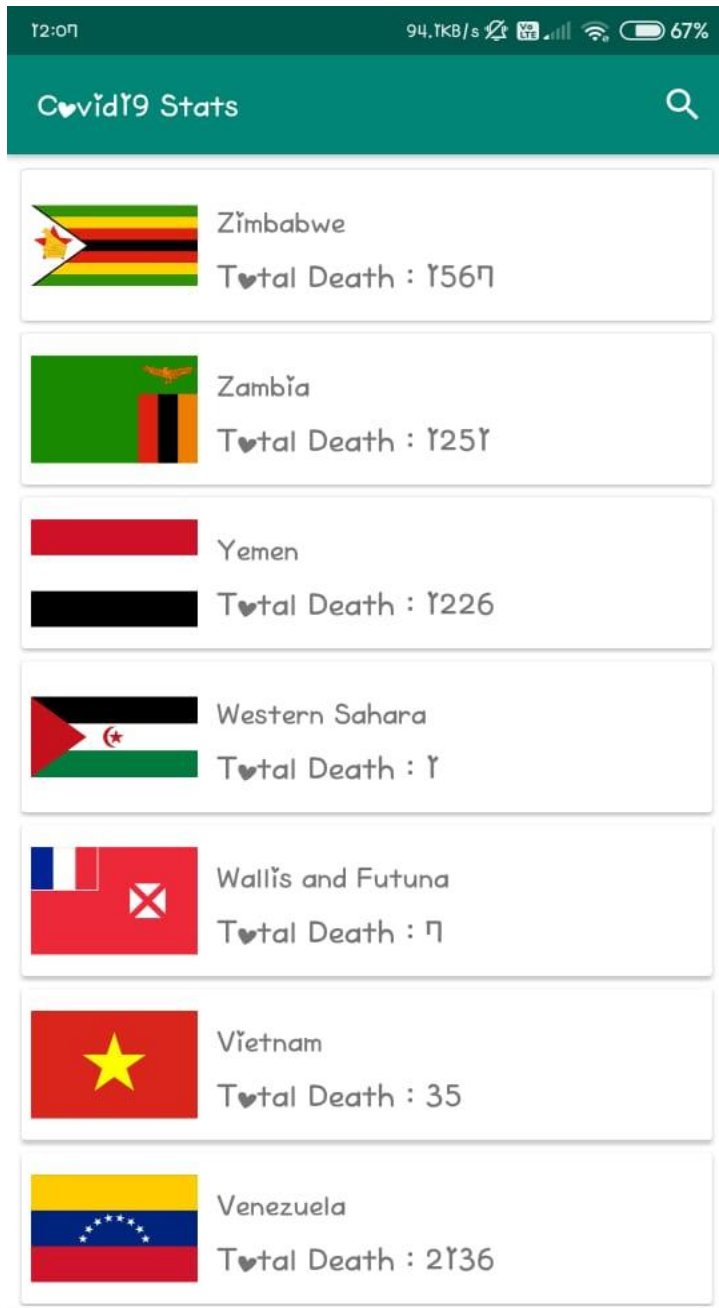 12:07
94.1KB/s Vo LTE 67%
Covid19 Stats
Zimbabwe
Total Death : 1567
Zambia
Total Death : 1251
Yemen
Total Death : 1226
Western Sahara
Total Death : 1
Wallis and Futuna
Total Death : 7
Vietnam
Total Death : 35
Venezuela
Total Death : 2136